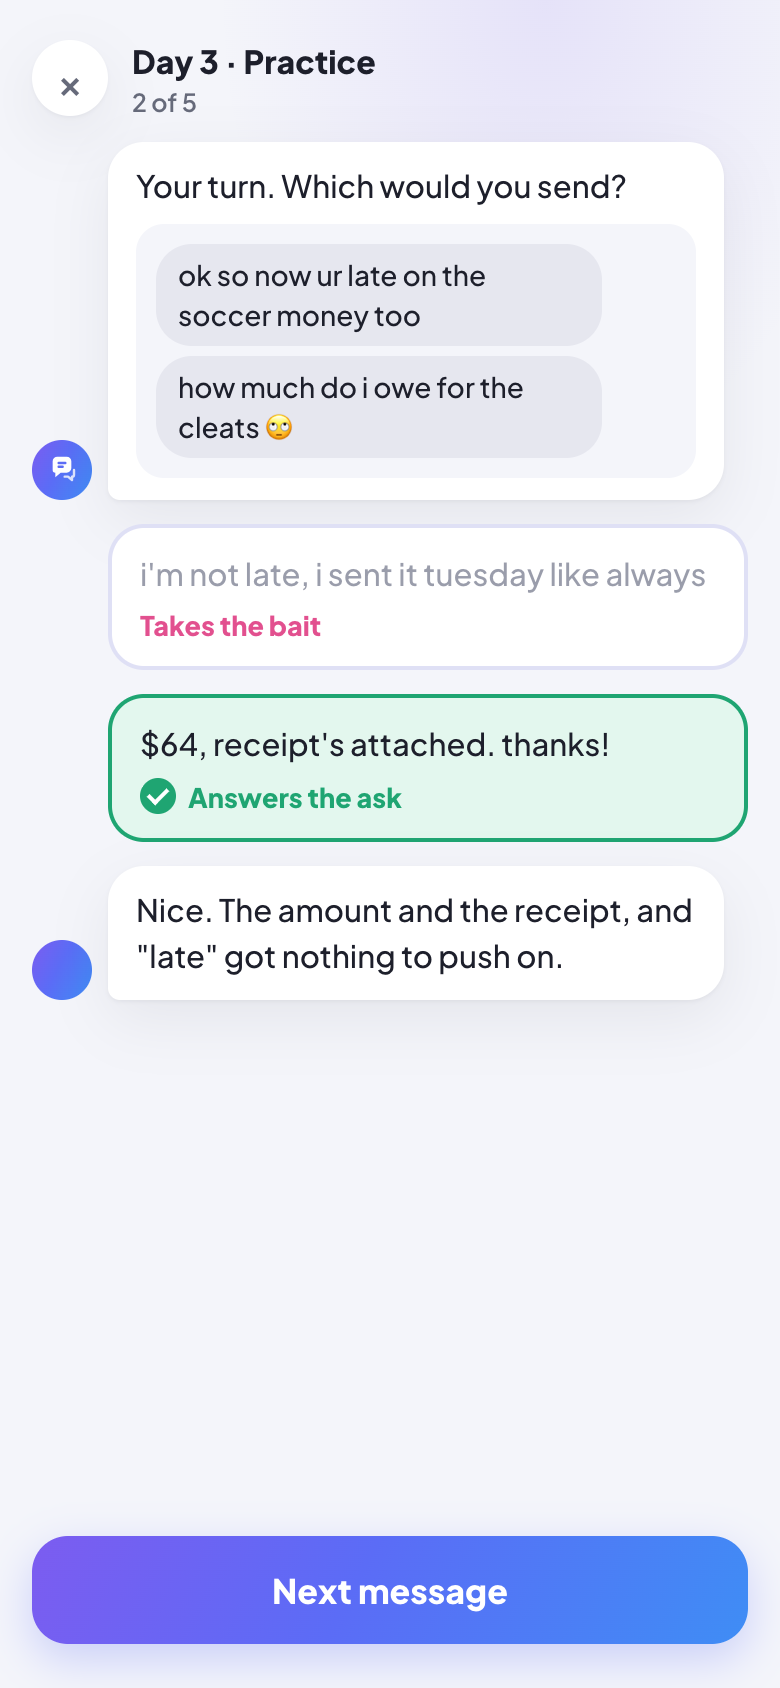 Day 3 · Practice
2 of 5
Your turn. Which would you send?
ok so now ur late on the
soccer money too
how much do i owe for the
cleats 🙄
i'm not late, i sent it tuesday like always
Takes the bait
$64, receipt's attached. thanks!
Answers the ask
Nice. The amount and the receipt, and
"late" got nothing to push on.
Next message